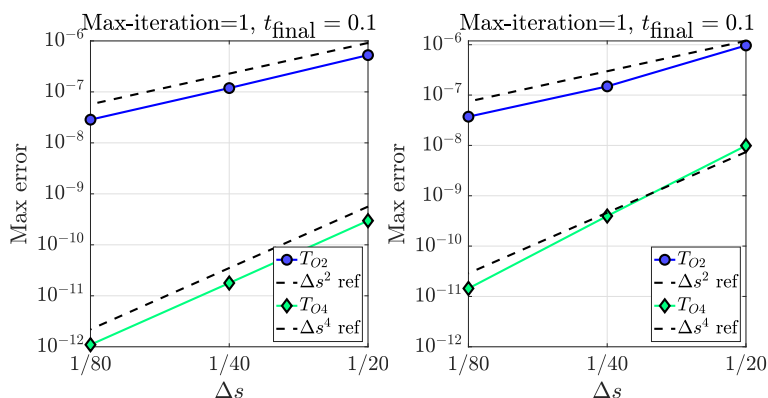 Max-iteration=1, t_final = 0.1
10^-6
10^-7
10^-8
10^-9
10^-10
10^-11
10^-12
Max error
T_O2
Δs^2 ref
T_O4
Δs^4 ref
1/80 1/40 1/20
Δs
Max-iteration=1, t_final = 0.1
10^-6
10^-7
10^-8
10^-9
10^-10
10^-11
10^-12
Max error
T_O2
Δs^2 ref
T_O4
Δs^4 ref
1/80 1/40 1/20
Δs